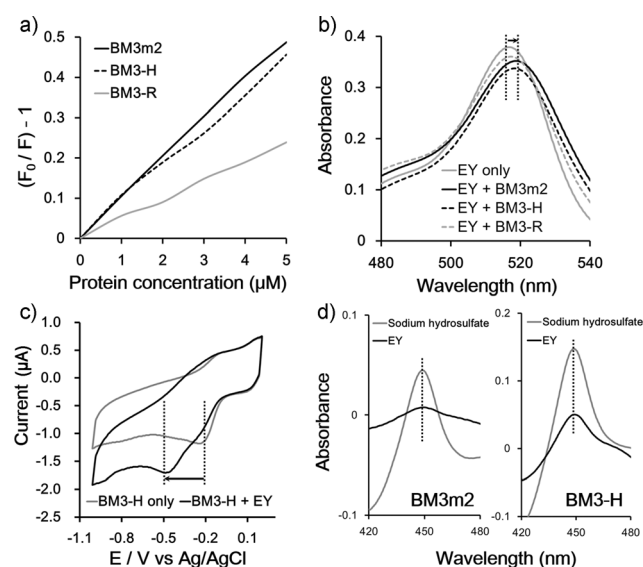 a)
BM3m2
BM3-H
BM3-R
0.5
0.4
0.3
0.2
0.1
0
(F0 / F) − 1
0
1
2
3
4
5
Protein concentration (μM)
b)
0.4
0.3
0.2
0.1
0
Absorbance
EY only
EY + BM3m2
EY + BM3-H
EY + BM3-R
480
500
520
540
Wavelength (nm)
c)
1.0
0.5
0.0
-0.5
-1.0
-1.5
-2.0
-2.5
Current (μA)
BM3-H only
BM3-H + EY
-1.1
-0.8
-0.5
-0.2
0.1
E / V vs Ag/AgCl
d)
Sodium hydrosulfate
EY
0.1
0
-0.1
Absorbance
BM3m2
420
450
480
Sodium hydrosulfate
EY
0.2
0.1
0
-0.1
BM3-H
420
450
480
Wavelength (nm)